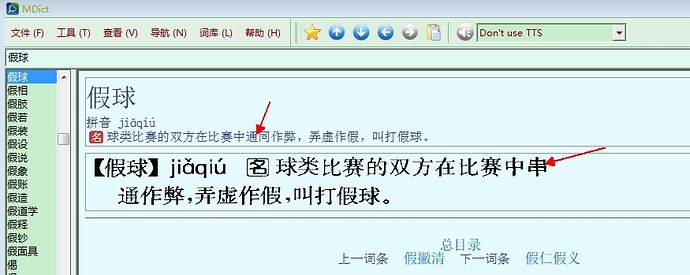 MDict
文件 (F) 工具 (T) 查看 (V) 导航 (N) 词库 (L) 帮助 (H) Don't use TTS
假球
假球
假相
假肢
假若
假装
假设
假说
假象
假账
假造
假道学
假释
假钞
假面具
偈
假球
拼音 jiǎqiú
名 球类比赛的双方在比赛中通同作弊，弄虚作假，叫打假球。
【假球】jiǎqiú 名 球类比赛的双方在比赛中串
通作弊,弄虚作假,叫打假球。
总目录
上一词条 假撇清 下一词条 假仁假义